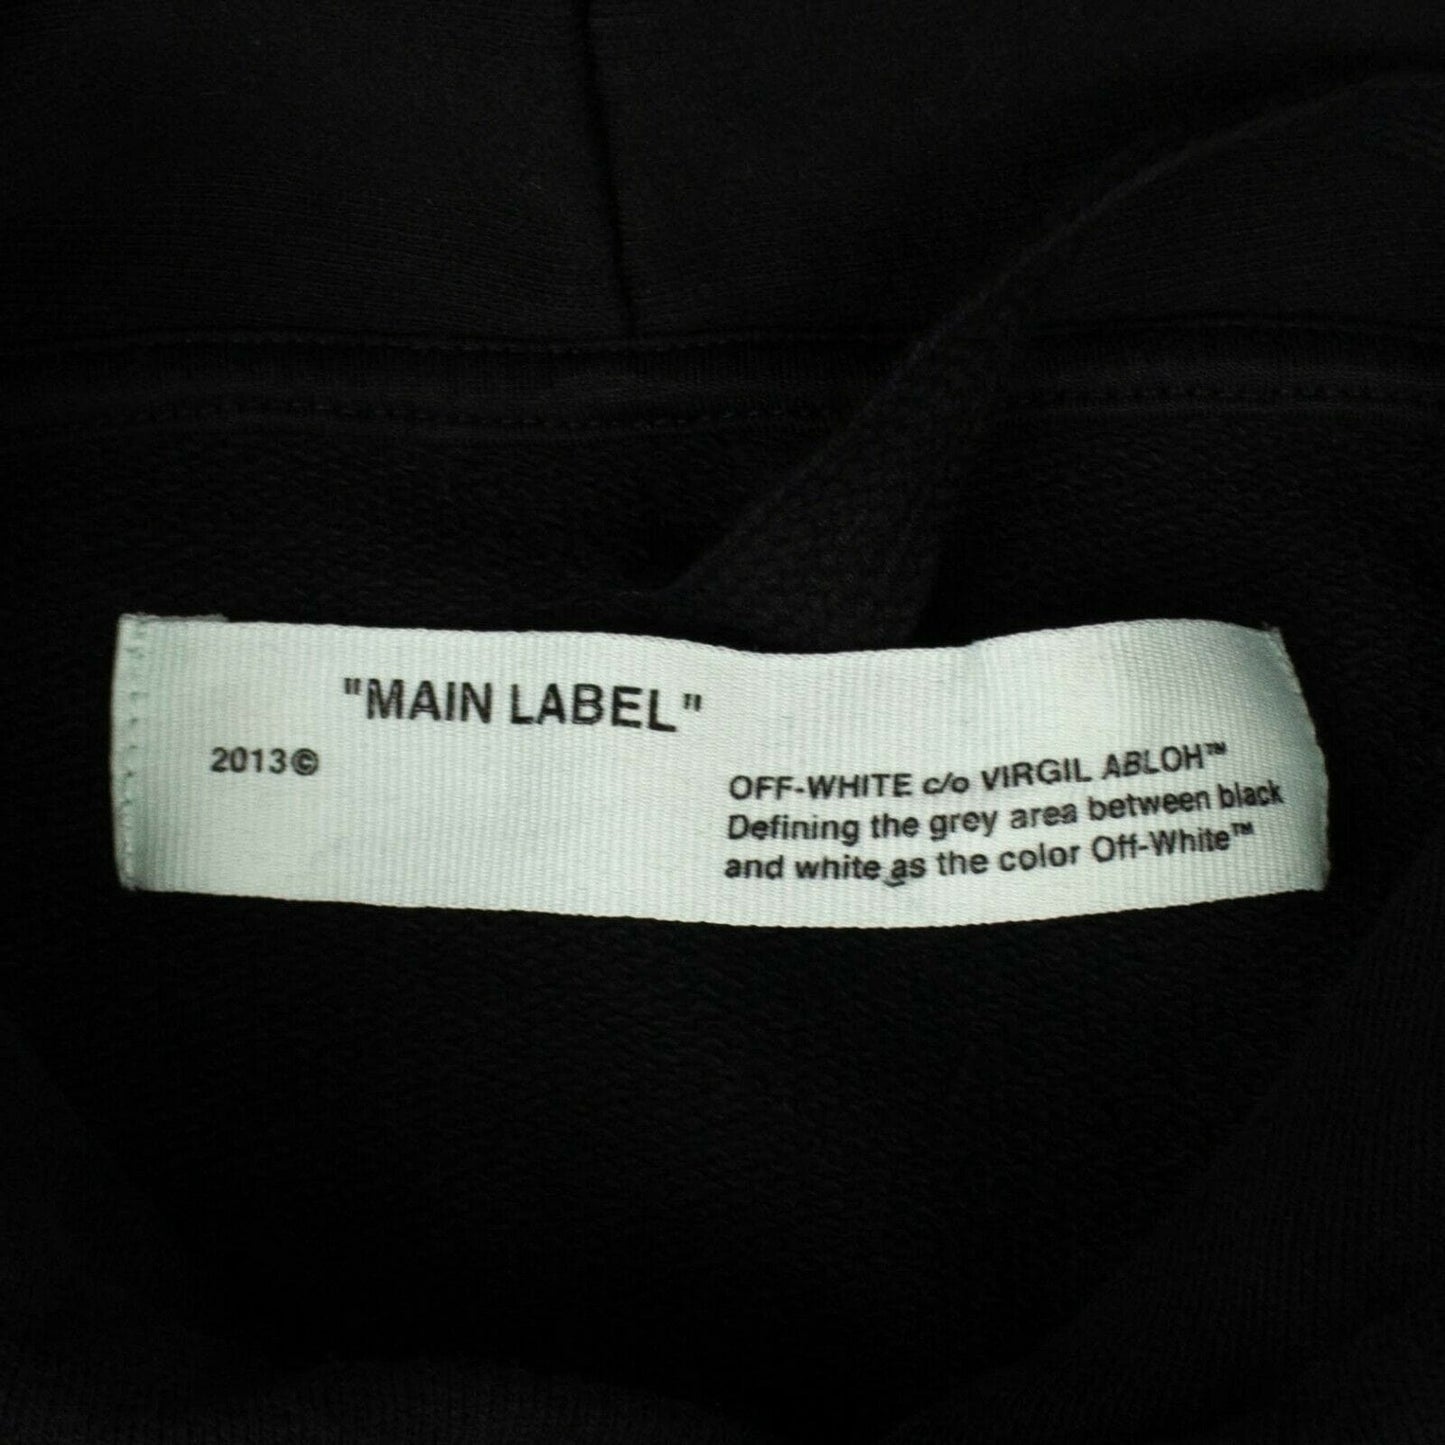 "MAIN LABEL"
2013©
OFF-WHITE c/o VIRGIL ABLOH™
Defining the grey area between black
and white as the color Off-White™